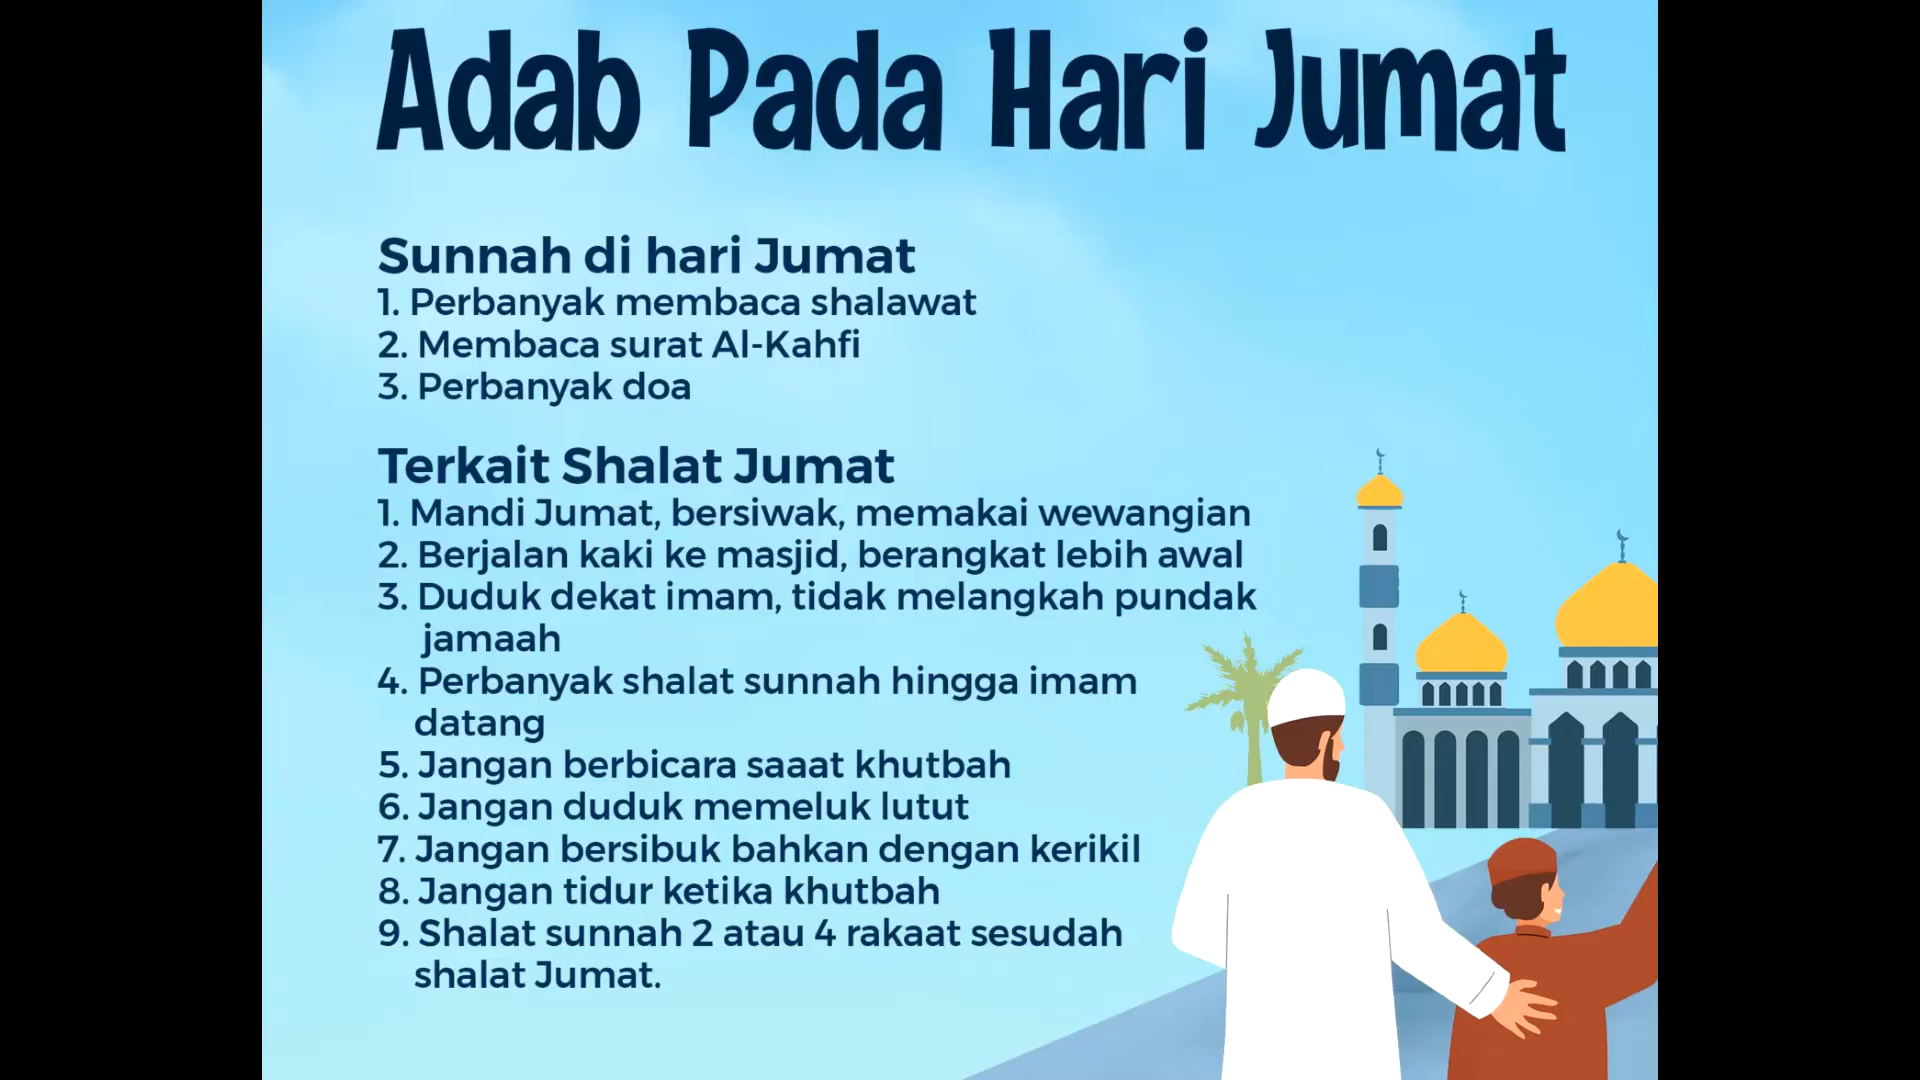 Adab Pada Hari Jumat
Sunnah di hari Jumat
1. Perbanyak membaca shalawat
2. Membaca surat Al-Kahfi
3. Perbanyak doa
Terkait Shalat Jumat
1. Mandi Jumat, bersiwak, memakai wewangian
2. Berjalan kaki ke masjid, berangkat lebih awal
3. Duduk dekat imam, tidak melangkah pundak
jamaah
4. Perbanyak shalat sunnah hingga imam
datang
5. Jangan berbicara saaat khutbah
6. Jangan duduk memeluk lutut
7. Jangan bersibuk bahkan dengan kerikil
8. Jangan tidur ketika khutbah
9. Shalat sunnah 2 atau 4 rakaat sesudah
shalat Jumat.